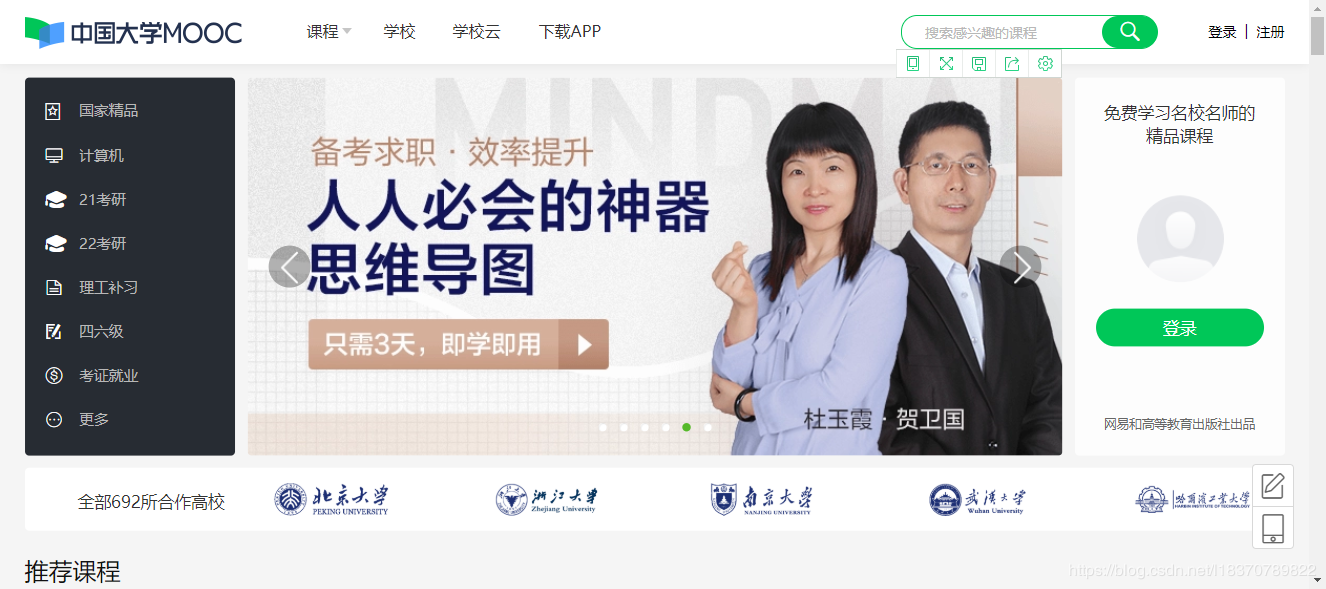 中国大学MOOC
课程
学校
学校云
下载APP
搜索感兴趣的课程
登录 | 注册
国家精品
计算机
21考研
22考研
理工补习
四六级
考证就业
更多
MINDMA
备考求职 · 效率提升
人人必会的神器
思维导图
只需3天，即学即用
杜玉霞 · 贺卫国
免费学习名校名师的
精品课程
登录
网易和高等教育出版社出品
全部692所合作高校
北京大学
PEKING UNIVERSITY
浙江大学
Zhejiang University
南京大学
NANJING UNIVERSITY
武汉大学
Wuhan University
哈尔滨工业大学
HARBIN INSTITUTE OF TECHNOLOGY
推荐课程
https://blog.csdn.net/l18370789822